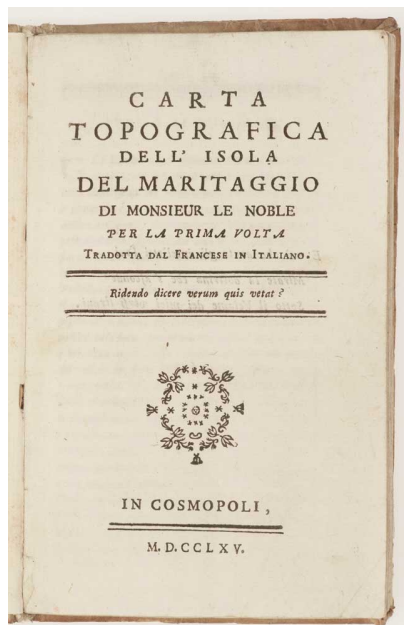 CARTA
TOPOGRAFICA
DELL' ISOLA
DEL MARITAGGIO
DI MONSIEUR LE NOBLE
PER LA PRIMA VOLTA
TRADOTTA DAL FRANCESE IN ITALIANO.
Ridendo dicere verum quis vetat?
IN COSMOPOLI,
M. D. CCLXV.